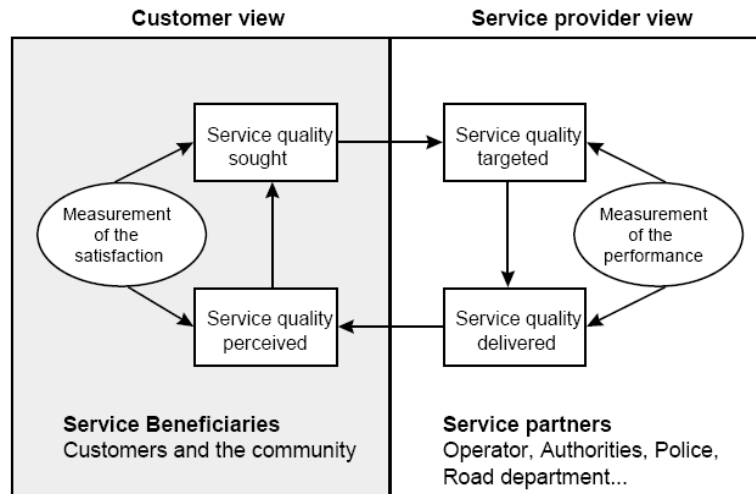 Customer view
Service provider view
Service quality
sought
Service quality
targeted
Measurement
of the
satisfaction
Measurement
of the
performance
Service quality
perceived
Service quality
delivered
Service Beneficiaries
Customers and the community
Service partners
Operator, Authorities, Police,
Road department...